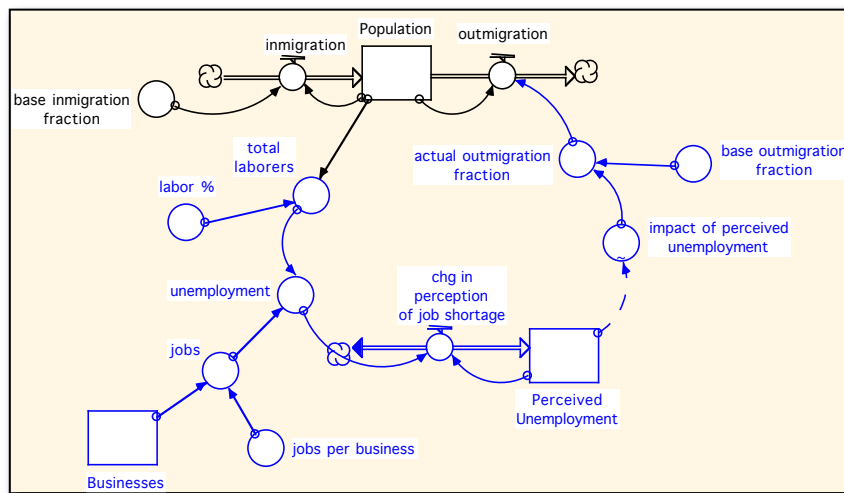 Population
inmigration
outmigration
base inmigration
fraction
total
laborers
actual outmigration
fraction
base outmigration
fraction
labor %
impact of perceived
unemployment
~
unemployment
chg in
perception
of job shortage
jobs
Perceived
Unemployment
jobs per business
Businesses